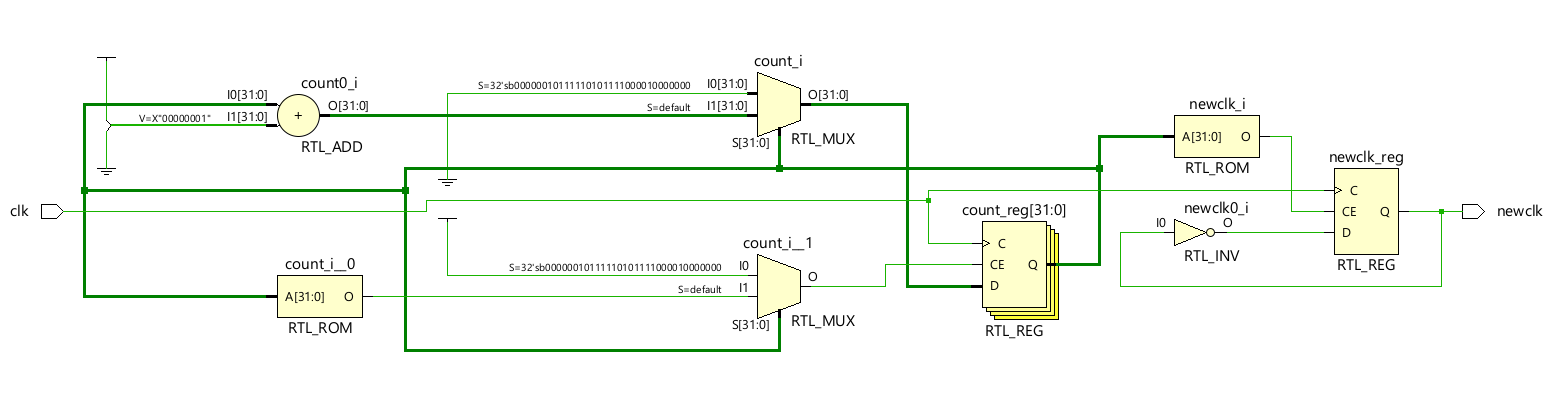 count_i
count0_i
S=32'sb00000010111110101111000010000000
I0[31:0]
I0[31:0]
O[31:0]
O[31:0]
newclk_i
S=default
I1[31:0]
V=X"00000001"
I1[31:0]
+
A[31:0]
O
S[31:0]
RTL_MUX
RTL_ADD
newclk_reg
RTL_ROM
C
clk
count_reg[31:0]
newclk0_i
CE
Q
newclk
I0
O
D
count_i__1
C
RTL_INV
RTL_REG
count_i__0
S=32'sb00000010111110101111000010000000
I0
O
CE
Q
A[31:0]
O
S=default
I1
D
RTL_ROM
S[31:0]
RTL_MUX
RTL_REG